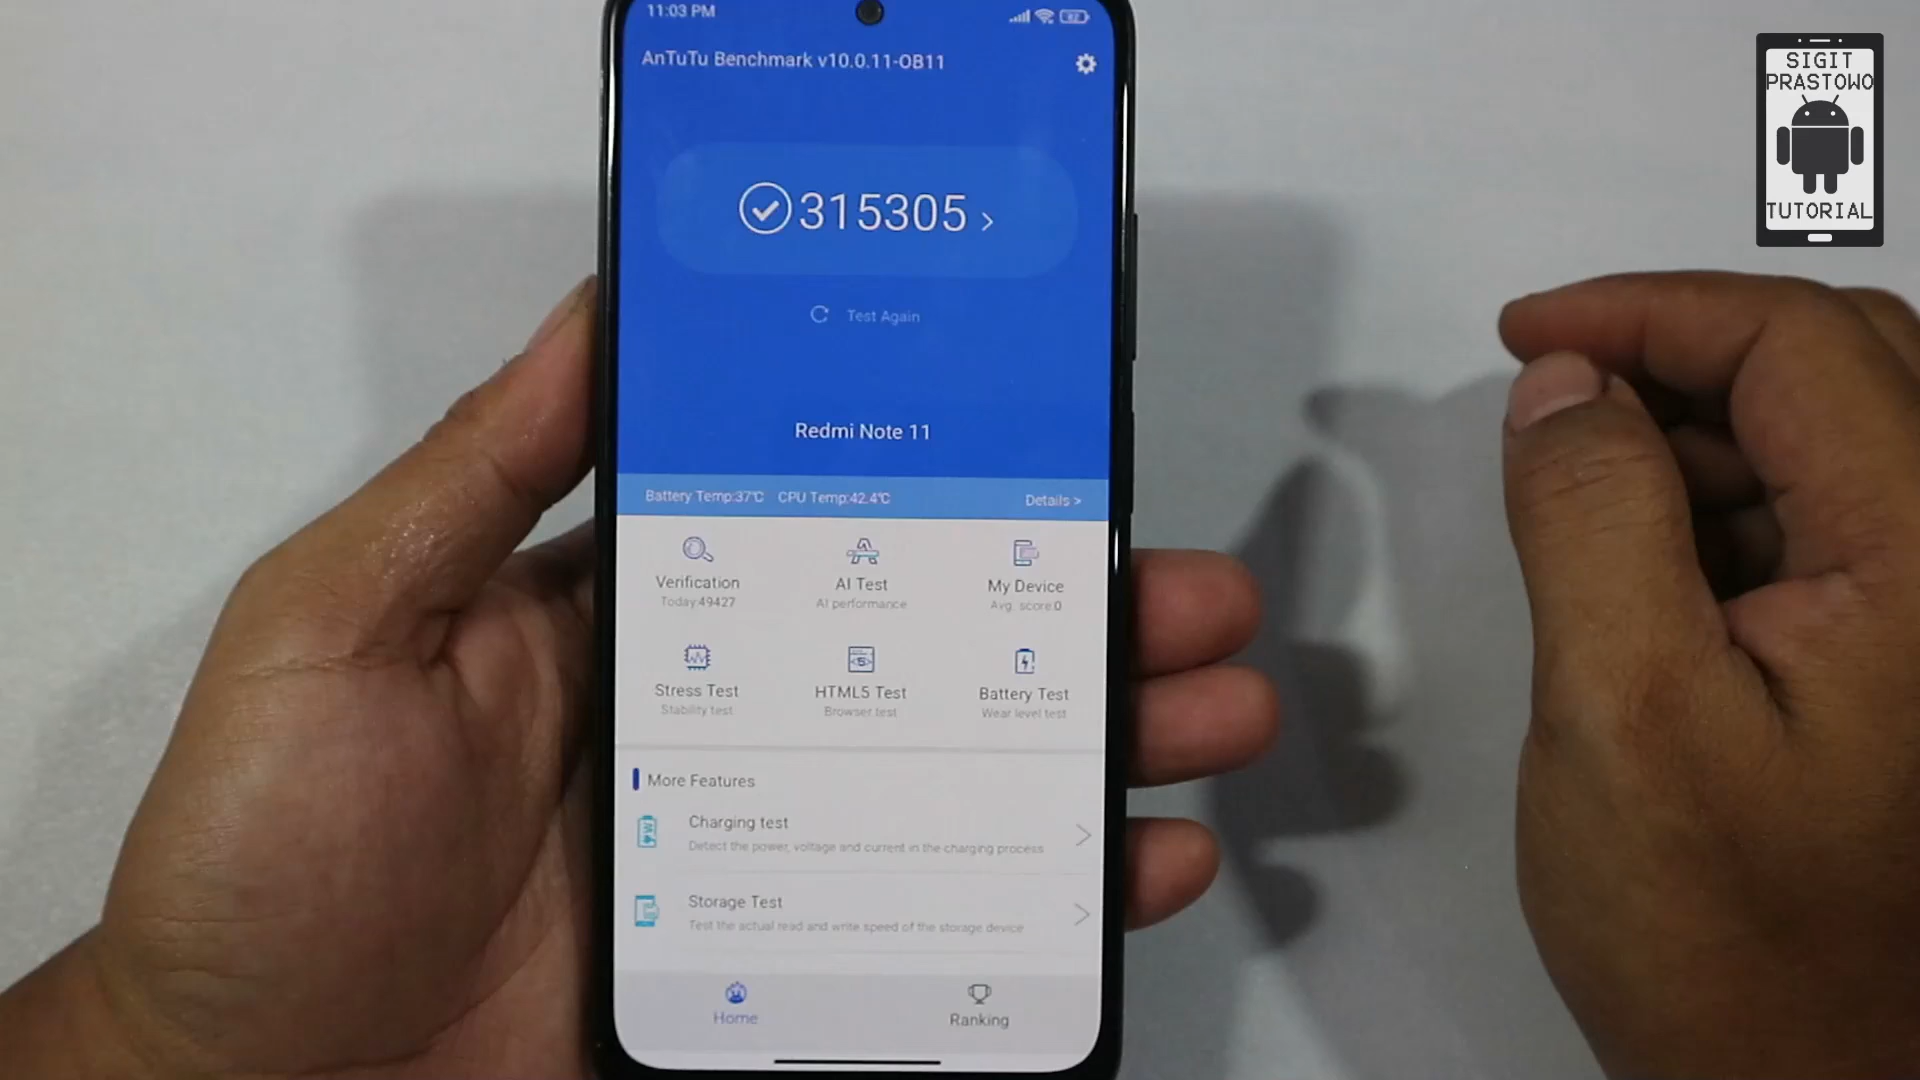 11:03 PM
82
AnTuTu Benchmark v10.0.11-OB11
315305 >
Test Again
Redmi Note 11
Battery Temp:37℃ CPU Temp:42.4℃ Details >
Verification
Today:49427
AI Test
AI performance
My Device
Avg. score:0
Stress Test
Stability test
HTML5 Test
Browser test
Battery Test
Wear level test
More Features
Charging test
Detect the power, voltage and current in the charging process
Storage Test
Test the actual read and write speed of the storage device
Home
Ranking
SIGIT
PRASTOWO
TUTORIAL